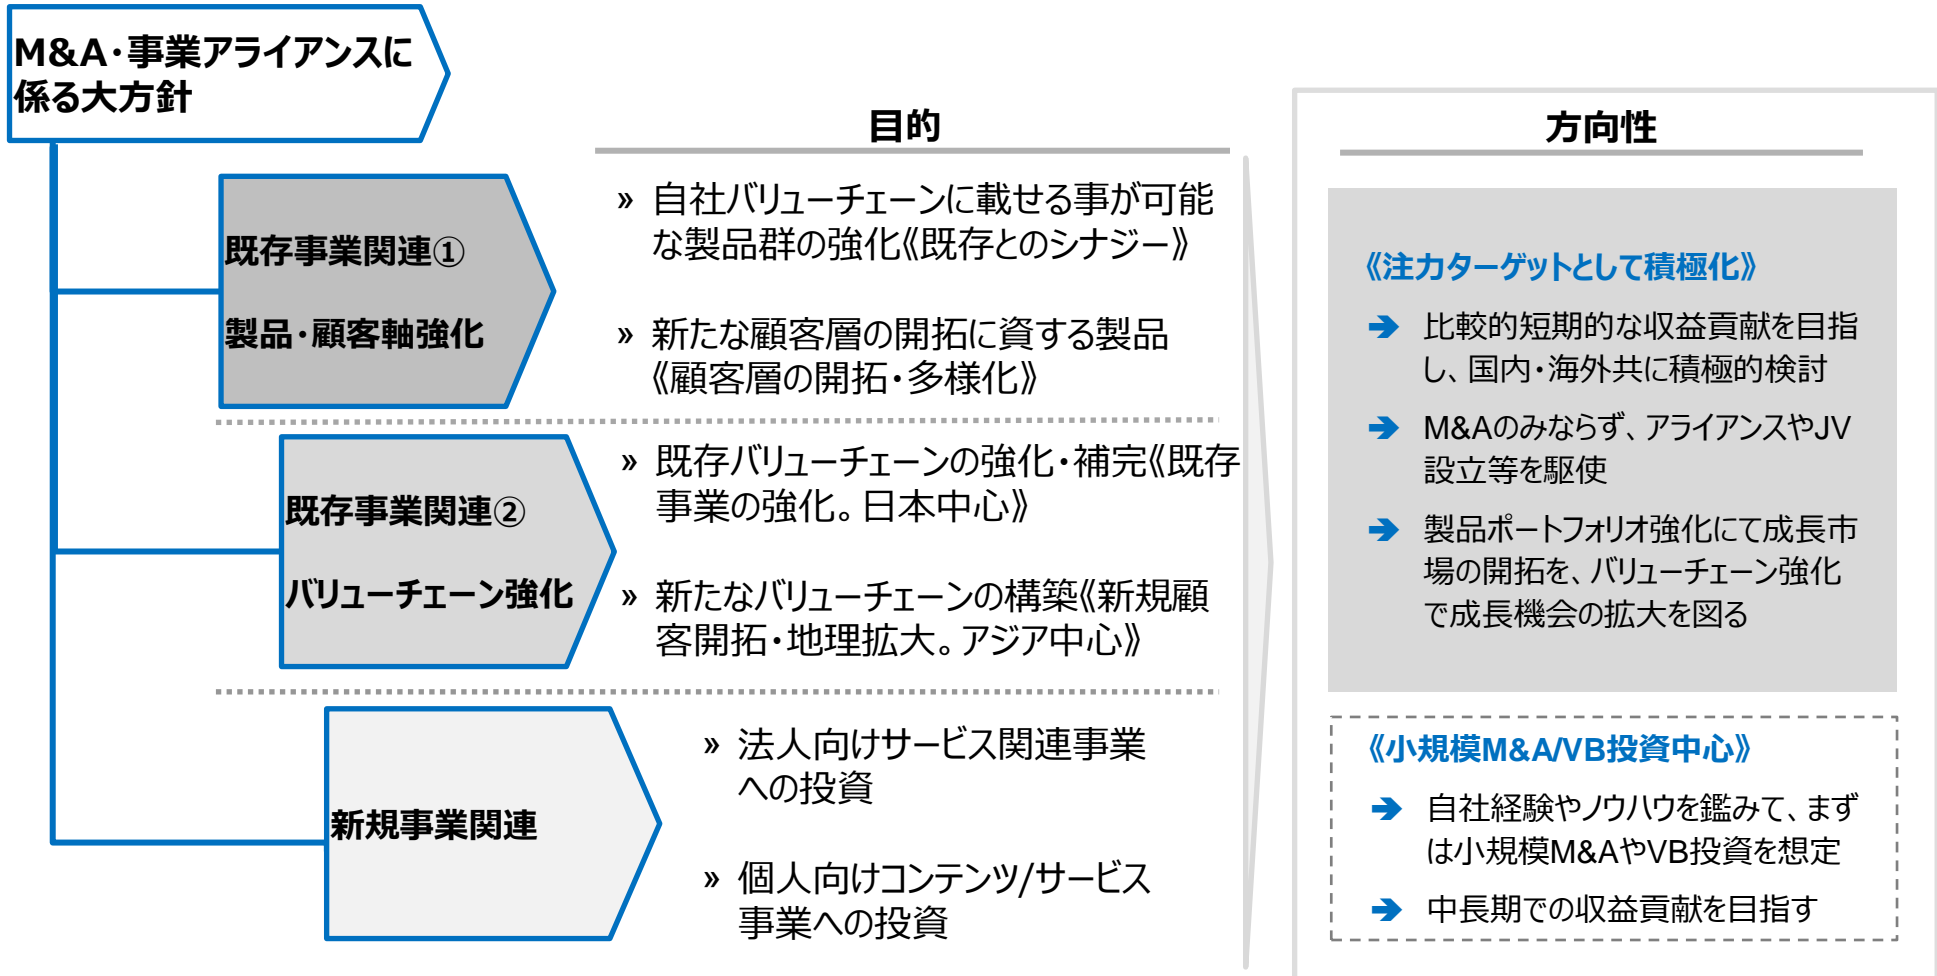 M&A・事業アライアンスに
係る大方針
目的
方向性
既存事業関連①
製品・顧客軸強化
» 自社バリューチェーンに載せる事が可能
な製品群の強化《既存とのシナジー》
» 新たな顧客層の開拓に資する製品
《顧客層の開拓・多様化》
既存事業関連②
バリューチェーン強化
» 既存バリューチェーンの強化・補完《既存
事業の強化。日本中心》
» 新たなバリューチェーンの構築《新規顧
客開拓・地理拡大。アジア中心》
新規事業関連
» 法人向けサービス関連事業
への投資
» 個人向けコンテンツ/サービス
事業への投資
《注力ターゲットとして積極化》
比較的短期的な収益貢献を目指
し、国内・海外共に積極的検討
M&Aのみならず、アライアンスやJV
設立等を駆使
製品ポートフォリオ強化にて成長市
場の開拓を、バリューチェーン強化
で成長機会の拡大を図る
《小規模M&A/VB投資中心》
自社経験やノウハウを鑑みて、まず
は小規模M&AやVB投資を想定
中長期での収益貢献を目指す